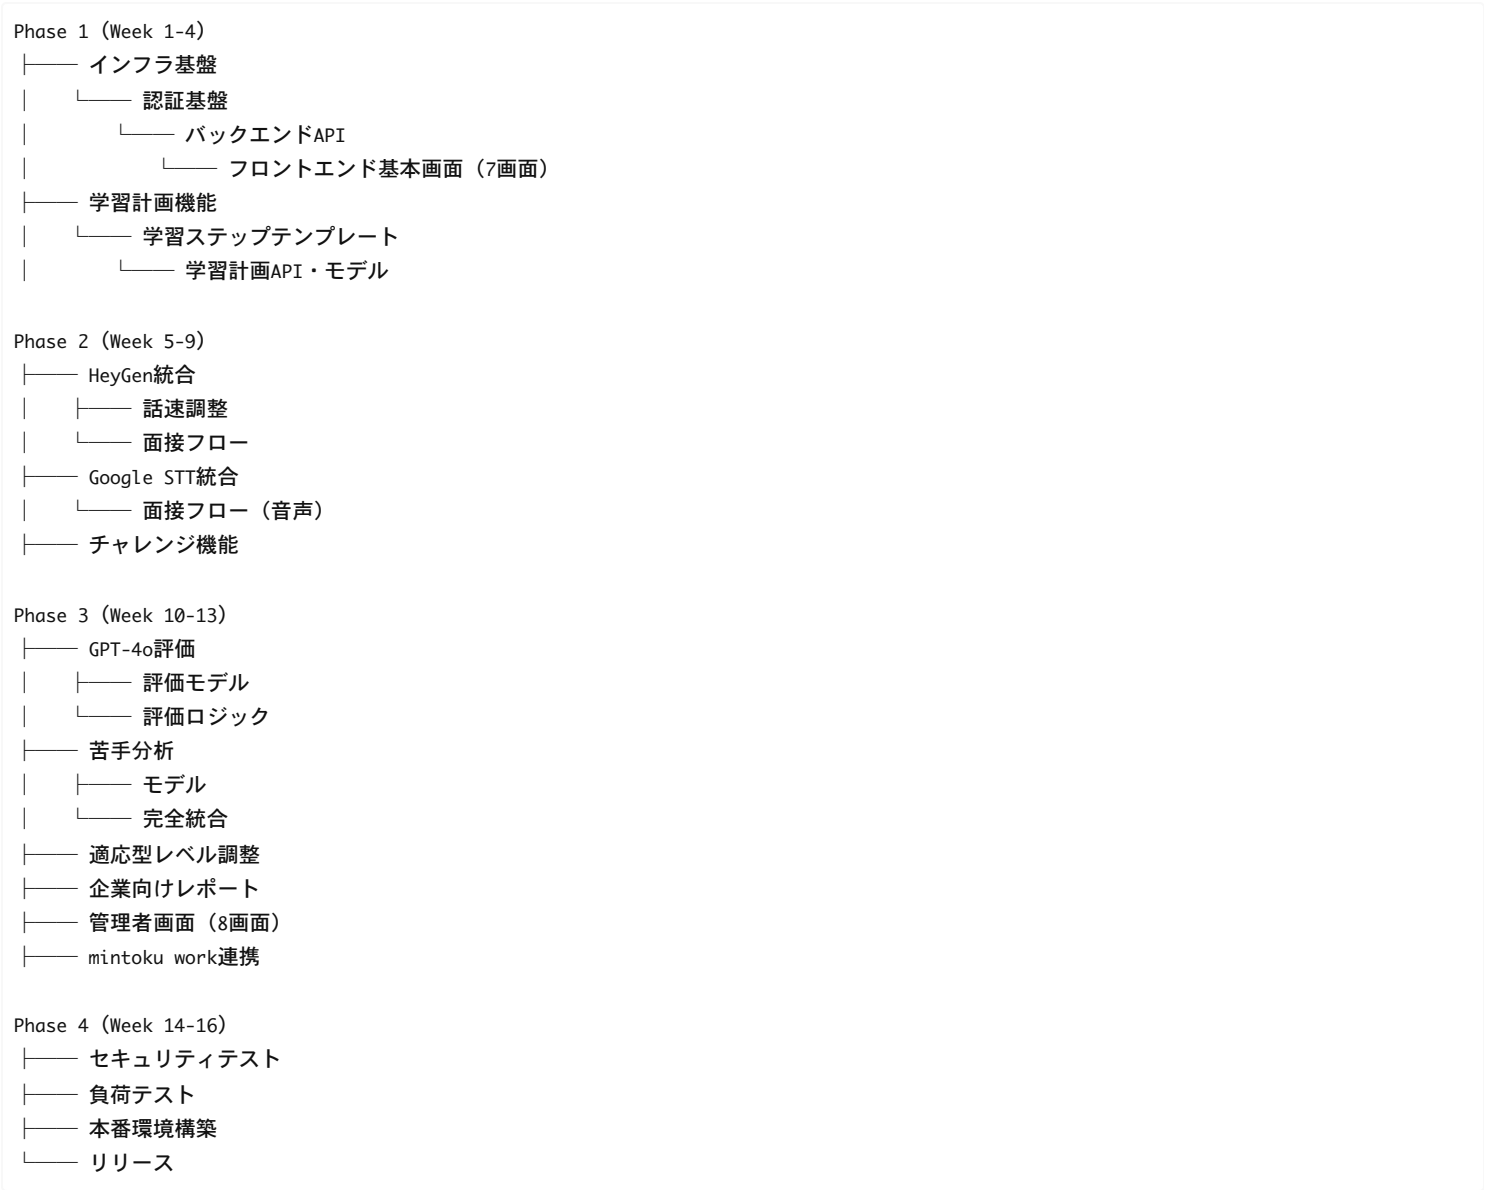 Phase 1（Week 1-4）
├── インフラ基盤
│   └── 認証基盤
│       └── バックエンドAPI
│           └── フロントエンド基本画面（7画面）
├── 学習計画機能
│   └── 学習ステップテンプレート
│       └── 学習計画API・モデル
Phase 2（Week 5-9）
├── HeyGen統合
│   ├── 話速調整
│   └── 面接フロー
├── Google STT統合
│   └── 面接フロー（音声）
├── チャレンジ機能
Phase 3（Week 10-13）
├── GPT-4o評価
│   ├── 評価モデル
│   └── 評価ロジック
├── 苦手分析
│   ├── モデル
│   └── 完全統合
├── 適応型レベル調整
├── 企業向けレポート
├── 管理者画面（8画面）
├── mintoku work連携
Phase 4（Week 14-16）
├── セキュリティテスト
├── 負荷テスト
├── 本番環境構築
└── リリース